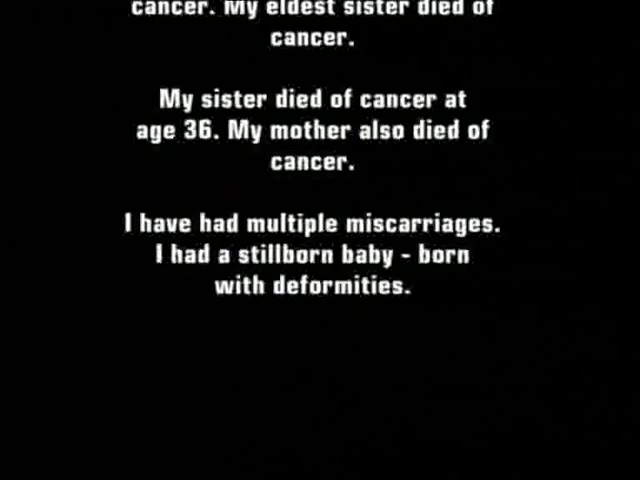 cancer. My eldest sister died of
cancer.
My sister died of cancer at
age 36. My mother also died of
cancer.
I have had multiple miscarriages.
I had a stillborn baby - born
with deformities.